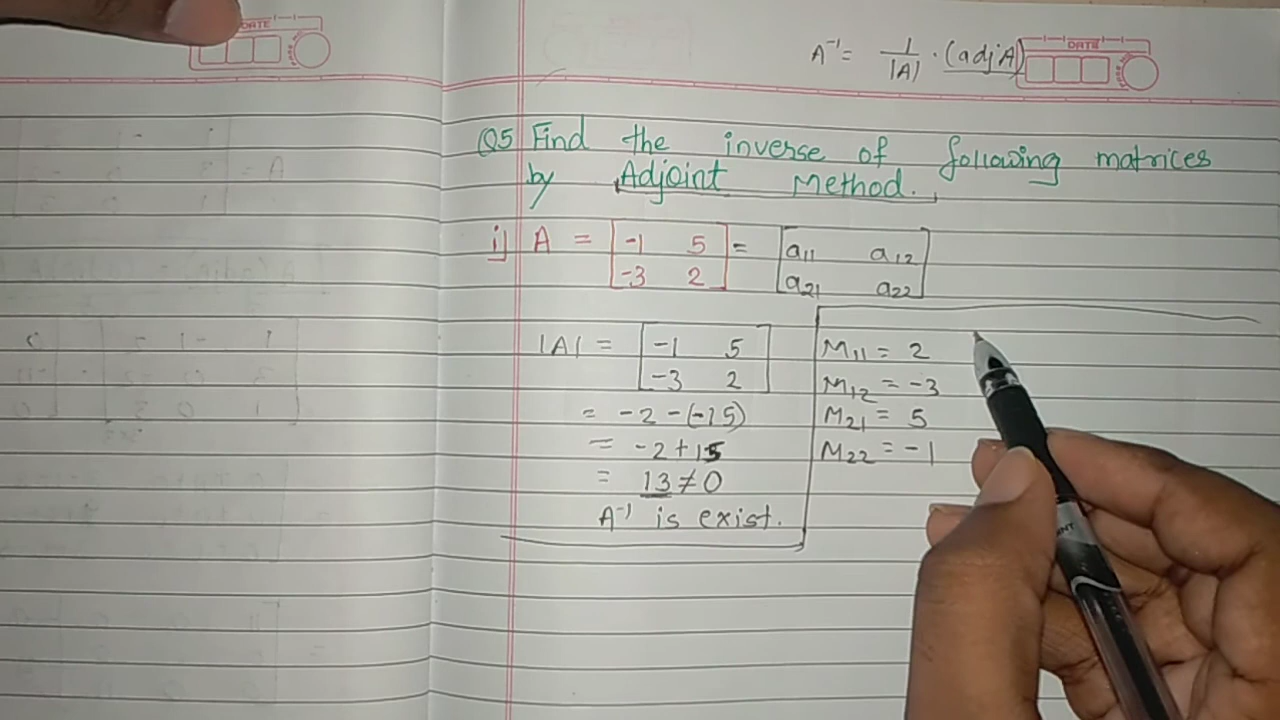 DATE
A⁻¹ = 1/|A| · (adjA)
DATE
Q5 Find the inverse of following matrices
by Adjoint Method.
i) A = [-1 5 = [a11 a12
-3 2] a21 a22]
|A| = [-1 5
-3 2]
= -2-(-15)
= -2+15
= 13≠0
A⁻¹ is exist.
M11 = 2
M12 = -3
M21 = 5
M22 = -1